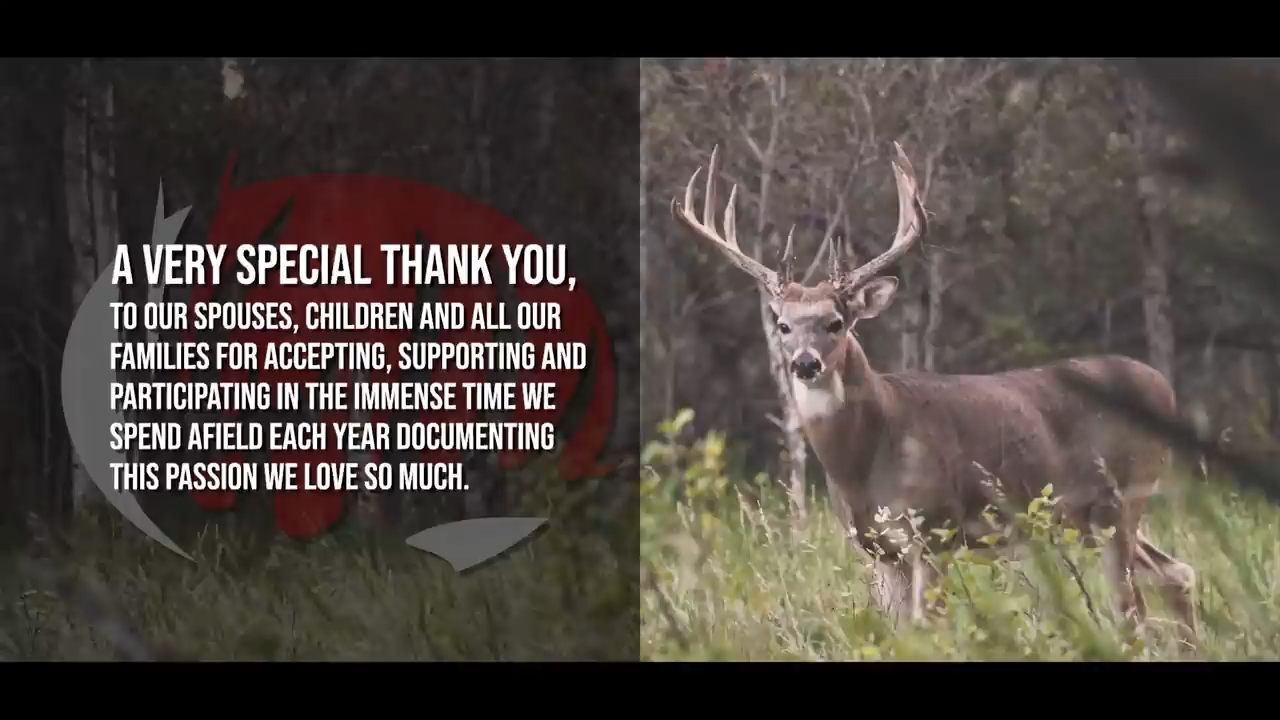 A VERY SPECIAL THANK YOU,
TO OUR SPOUSES, CHILDREN AND ALL OUR
FAMILIES FOR ACCEPTING, SUPPORTING AND
PARTICIPATING IN THE IMMENSE TIME WE
SPEND AFIELD EACH YEAR DOCUMENTING
THIS PASSION WE LOVE SO MUCH.